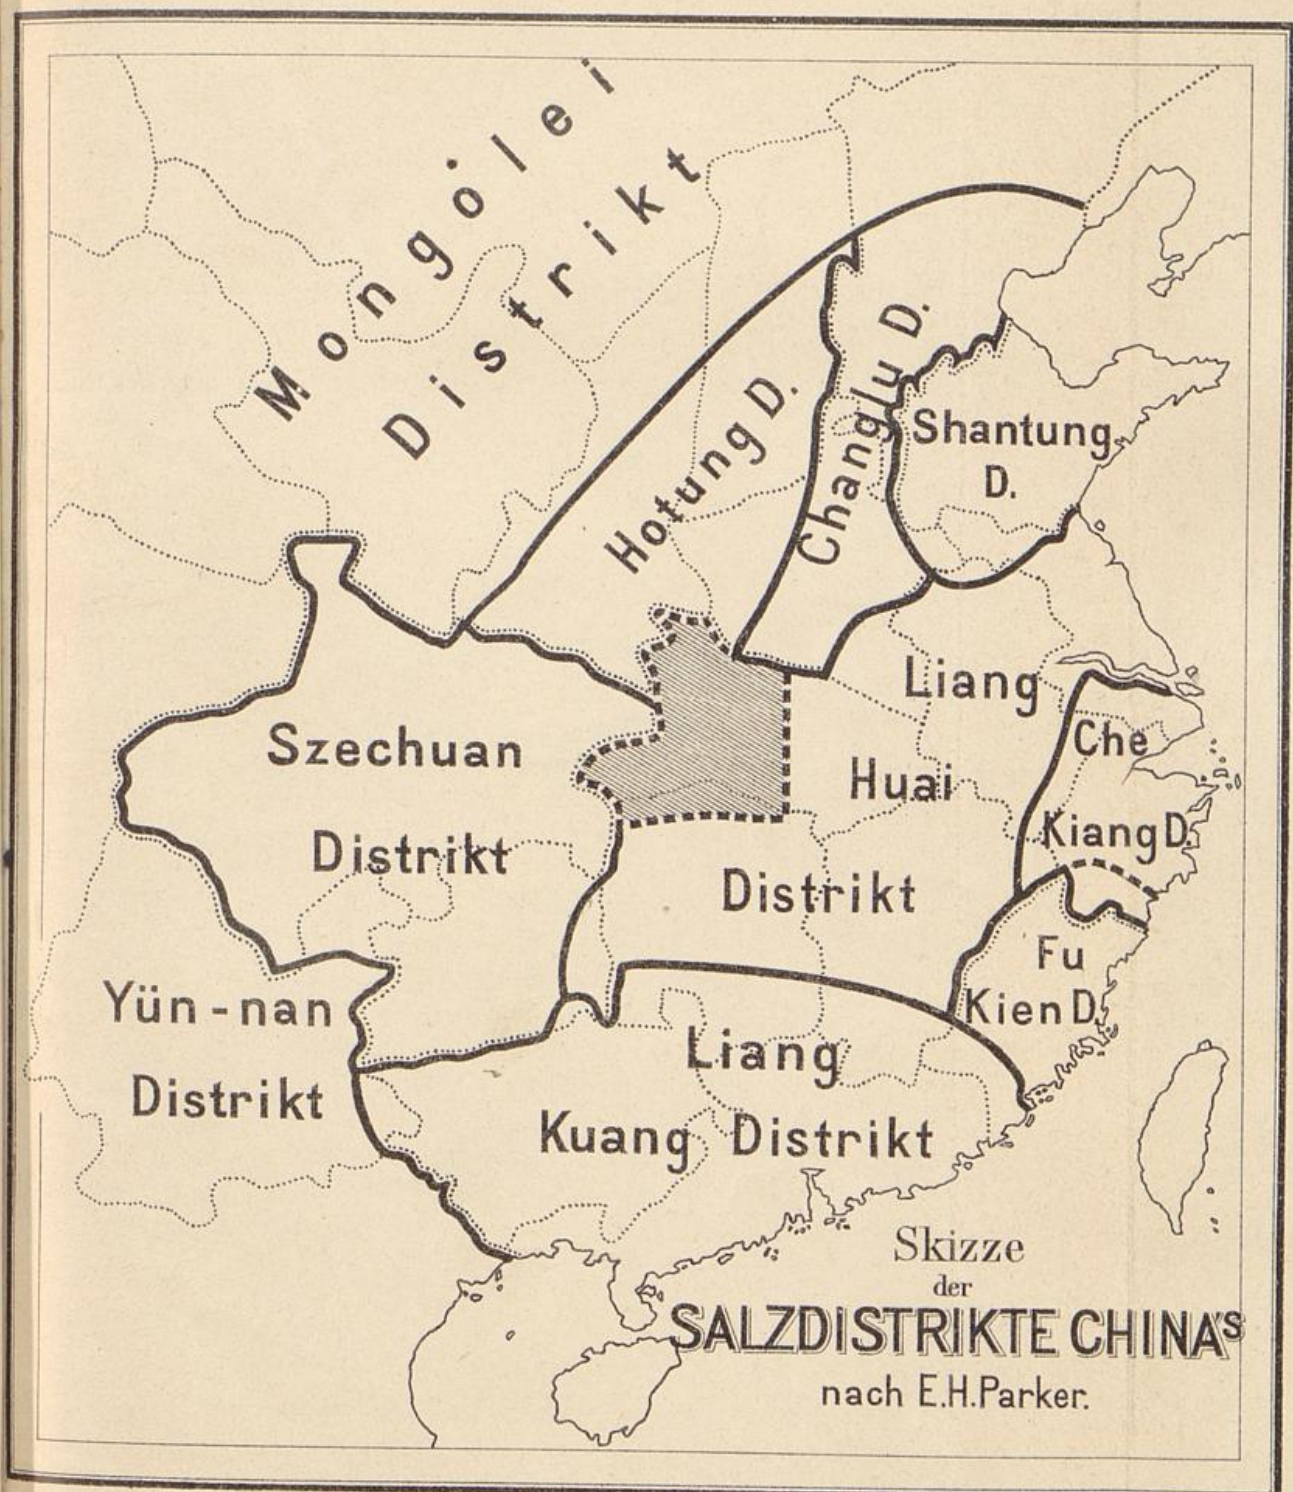 Mongolei
Distrikt
Hotung D.
Changlu D.
Shantung
D.
Szechuan
Distrikt
Liang
Huai
Distrikt
Che
Kiang D.
Fu
Kien D.
Yün-nan
Distrikt
Liang
Kuang Distrikt
Skizze
der
SALZDISTRIKTE CHINA'S
nach E.H.Parker.